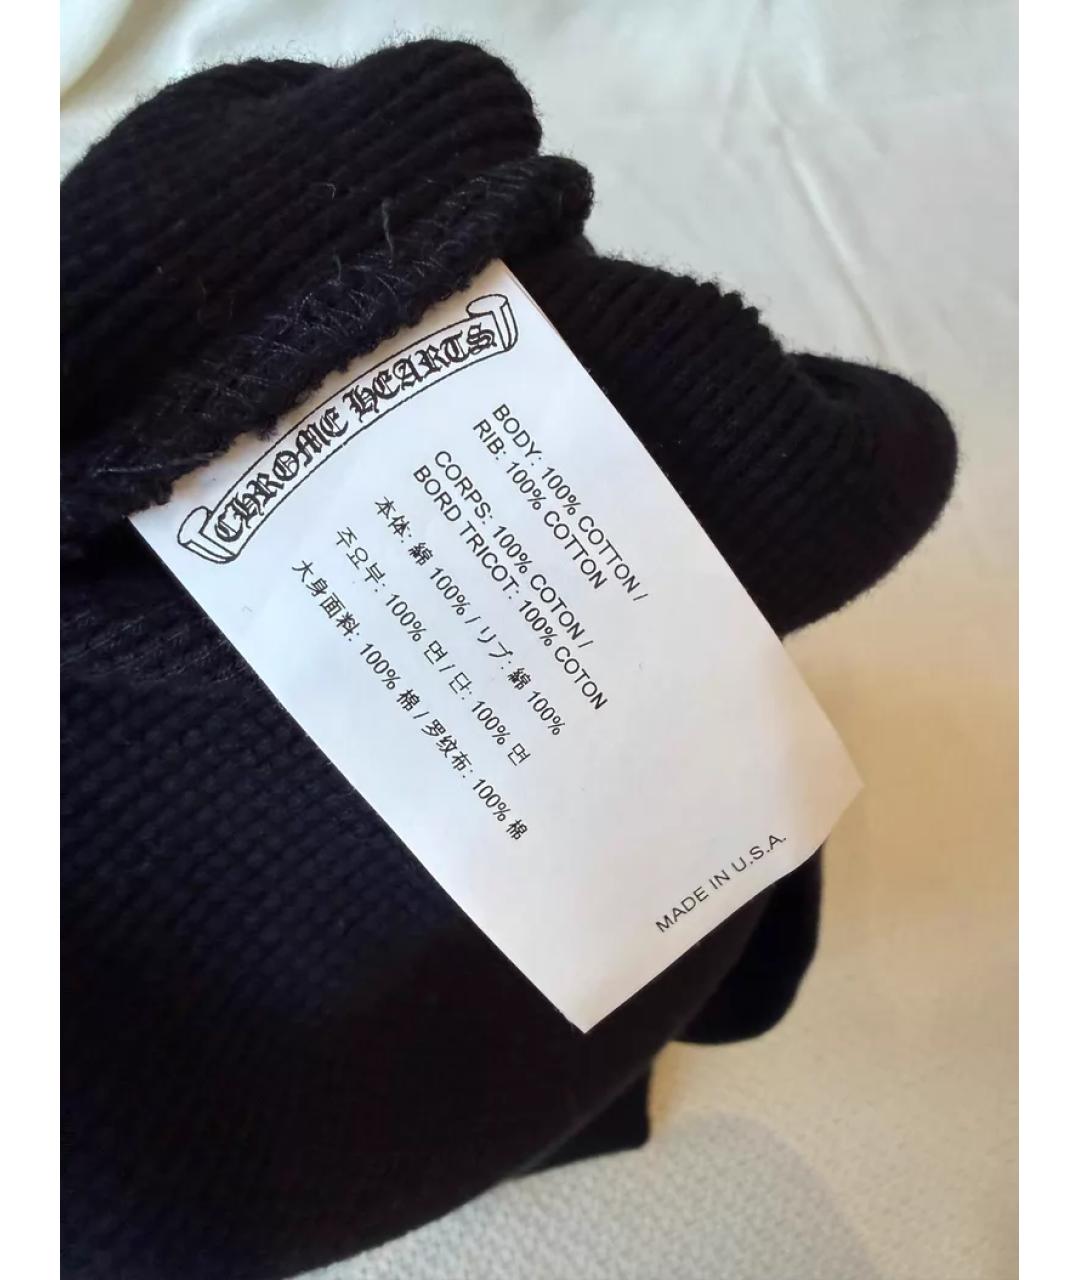 CHROME HEARTS
BODY: 100% COTTON /
RIB: 100% COTTON
CORPS: 100% COTON /
BORD TRICOT: 100% COTON
本体: 綿 100% / リブ: 綿 100%
주요부: 100% 면 / 단: 100% 면
大身面料: 100% 棉 / 罗纹布: 100% 棉
MADE IN U.S.A.